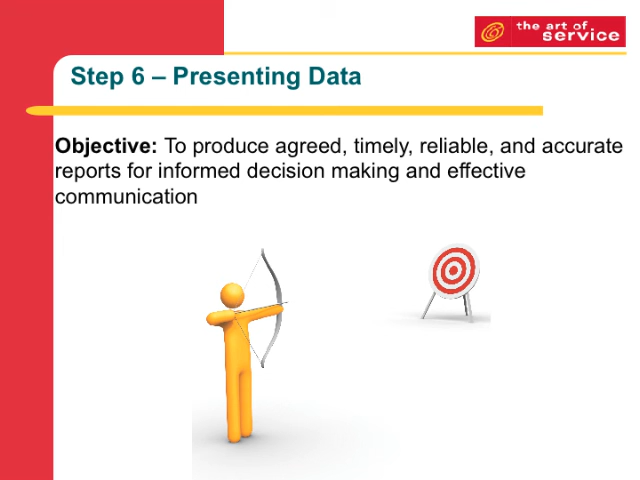 the art of
service
Step 6 – Presenting Data
Objective: To produce agreed, timely, reliable, and accurate
reports for informed decision making and effective
communication